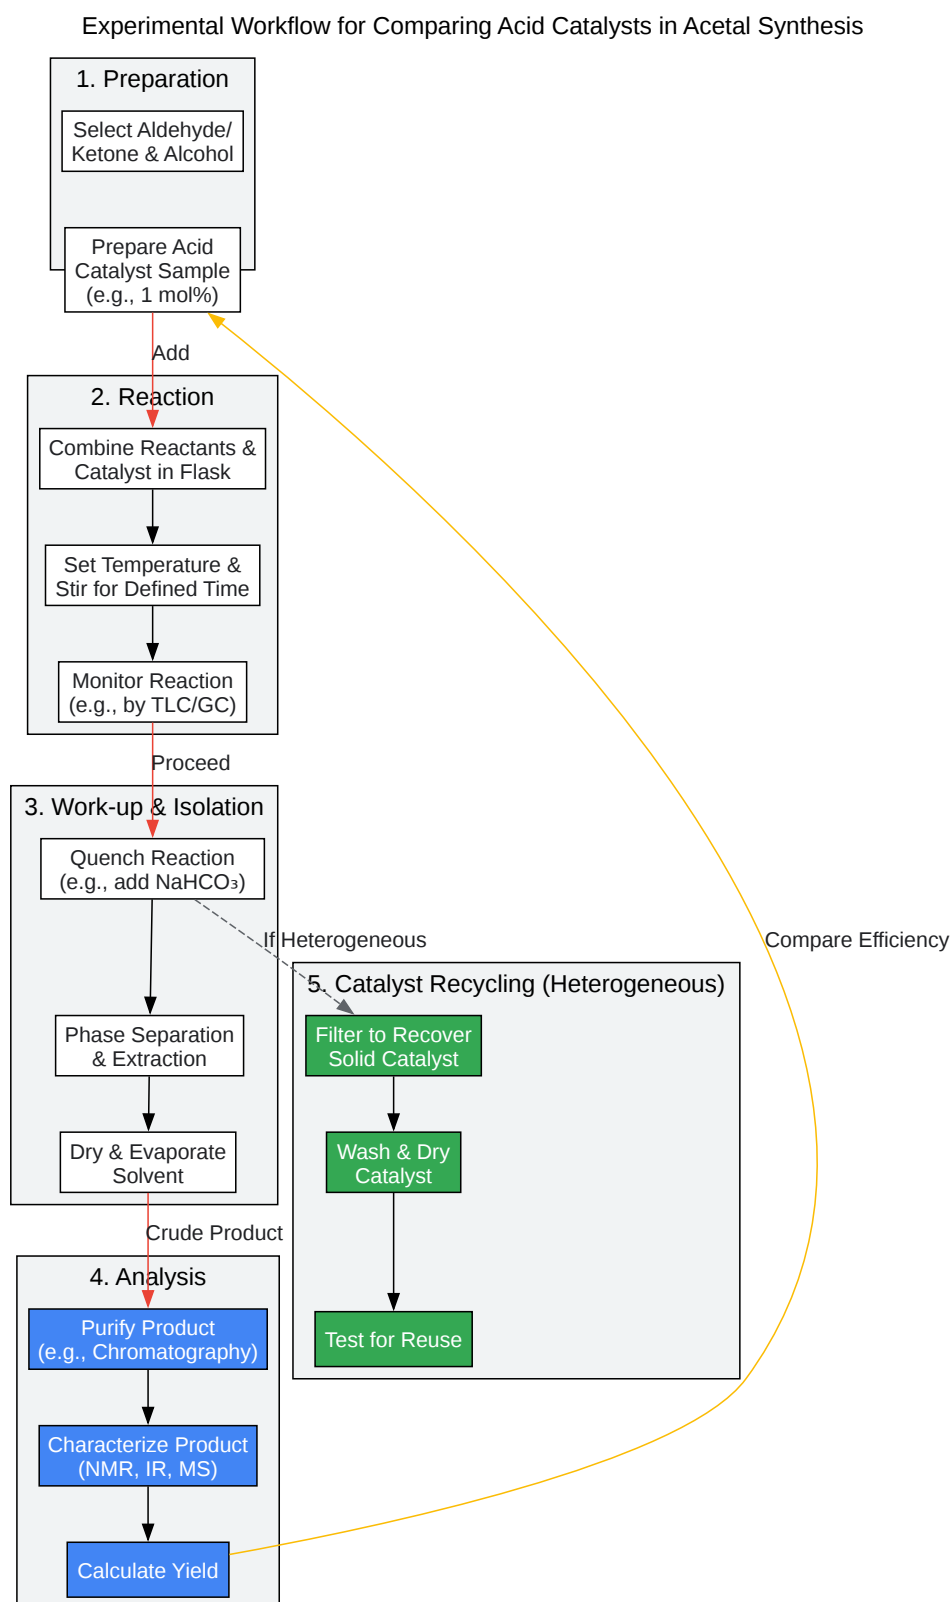 Experimental Workflow for Comparing Acid Catalysts in Acetal Synthesis
1. Preparation
Select Aldehyde/
Ketone & Alcohol
Prepare Acid
Catalyst Sample
(e.g., 1 mol%)
Add
2. Reaction
Combine Reactants &
Catalyst in Flask
Set Temperature &
Stir for Defined Time
Monitor Reaction
(e.g., by TLC/GC)
Proceed
3. Work-up & Isolation
Quench Reaction
(e.g., add NaHCO₃)
If Heterogeneous
Compare Efficiency
Phase Separation
& Extraction
Dry & Evaporate
Solvent
Crude Product
5. Catalyst Recycling (Heterogeneous)
Filter to Recover
Solid Catalyst
Wash & Dry
Catalyst
Test for Reuse
4. Analysis
Purify Product
(e.g., Chromatography)
Characterize Product
(NMR, IR, MS)
Calculate Yield